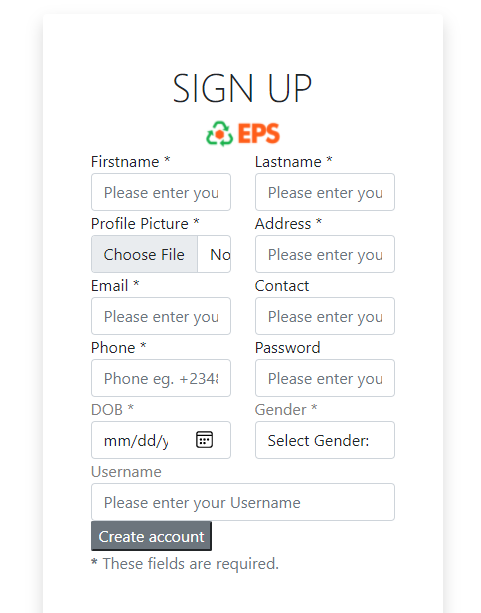 SIGN UP
EPS
Firstname * Lastname *
Please enter you Please enter you
Profile Picture * Address *
Choose File No Please enter you
Email * Contact
Please enter you Please enter you
Phone * Password
Phone eg. +2348 Please enter you
DOB * Gender *
mm/dd/y Select Gender:
Username
Please enter your Username
Create account
* These fields are required.